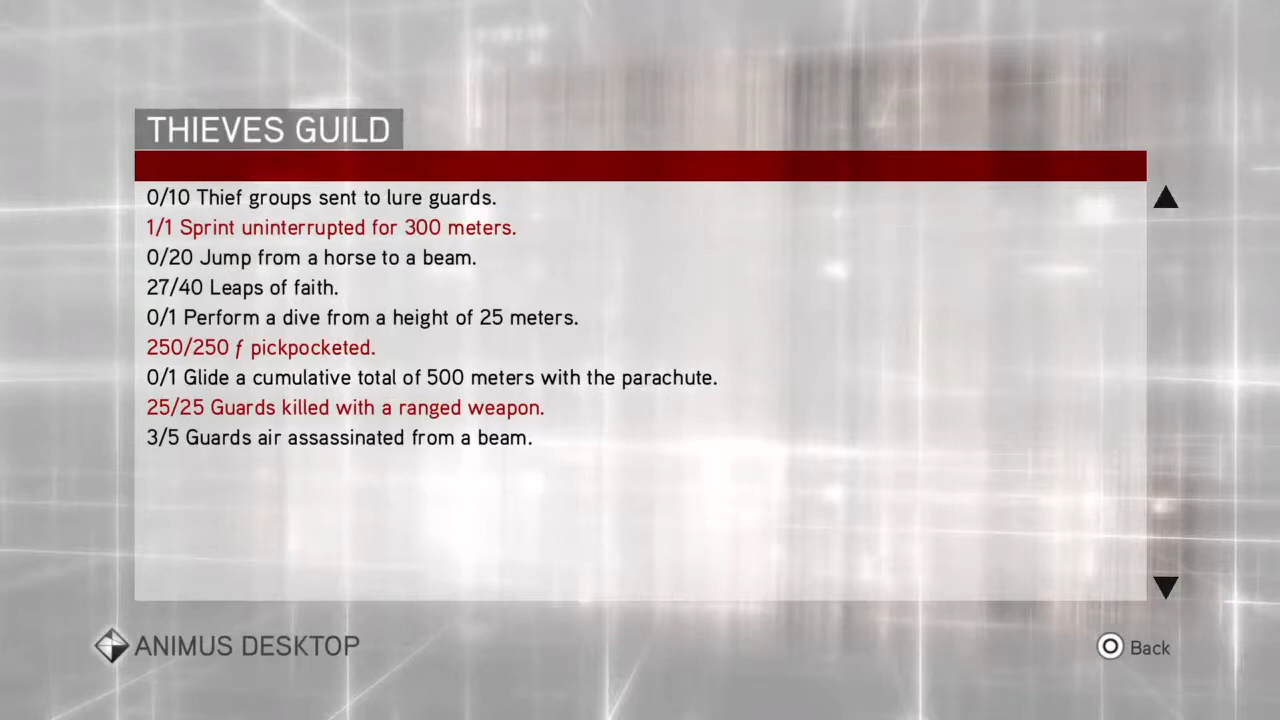 THIEVES GUILD
0/10 Thief groups sent to lure guards.
1/1 Sprint uninterrupted for 300 meters.
0/20 Jump from a horse to a beam.
27/40 Leaps of faith.
0/1 Perform a dive from a height of 25 meters.
250/250 ƒ pickpocketed.
0/1 Glide a cumulative total of 500 meters with the parachute.
25/25 Guards killed with a ranged weapon.
3/5 Guards air assassinated from a beam.
ANIMUS DESKTOP
Back